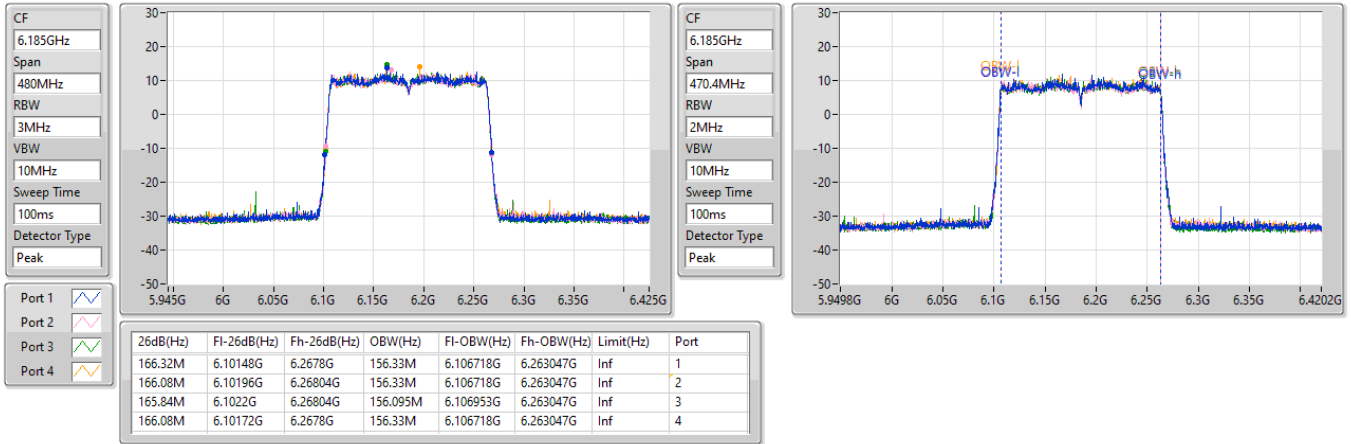 CF
6.185GHz
Span
480MHz
RBW
3MHz
VBW
10MHz
Sweep Time
100ms
Detector Type
Peak
30
20
10
0
-10
-20
-30
-40
-50
5.945G 6G 6.05G 6.1G 6.15G 6.2G 6.25G 6.3G 6.35G 6.425G
CF
6.185GHz
Span
470.4MHz
RBW
2MHz
VBW
10MHz
Sweep Time
100ms
Detector Type
Peak
30
20
10
0
-10
-20
-30
-40
-50
OBW-l
OBW-h
5.9498G 6G 6.05G 6.1G 6.15G 6.2G 6.25G 6.3G 6.35G 6.4202G
Port 1
Port 2
Port 3
Port 4
26dB(Hz) Fl-26dB(Hz) Fh-26dB(Hz) OBW(Hz) Fl-OBW(Hz) Fh-OBW(Hz) Limit(Hz) Port
166.32M 6.10148G 6.2678G 156.33M 6.106718G 6.263047G Inf 1
166.08M 6.10196G 6.26804G 156.33M 6.106718G 6.263047G Inf 2
165.84M 6.1022G 6.26804G 156.095M 6.106953G 6.263047G Inf 3
166.08M 6.10172G 6.2678G 156.33M 6.106718G 6.263047G Inf 4